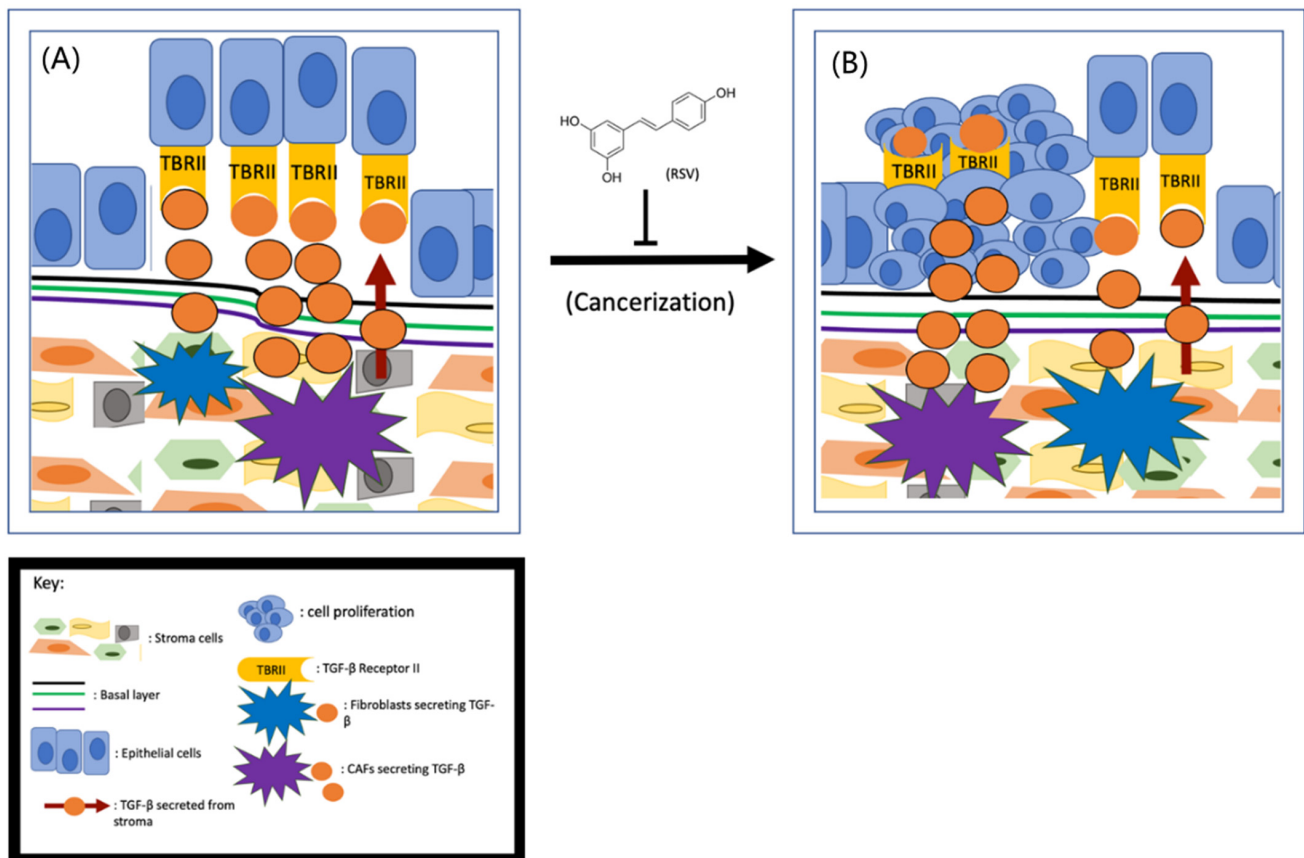 (A)
TBRII
TBRII
TBRII
TBRII
HO
OH
OH
(RSV)
(Cancerization)
(B)
TBRII
TBRII
TBRII
TBRII
Key:
: Stroma cells
: Basal layer
: Epithelial cells
: TGF-β secreted from
stroma
: cell proliferation
TBRII
: TGF-β Receptor II
: Fibroblasts secreting TGF-
β
: CAFs secreting TGF-β